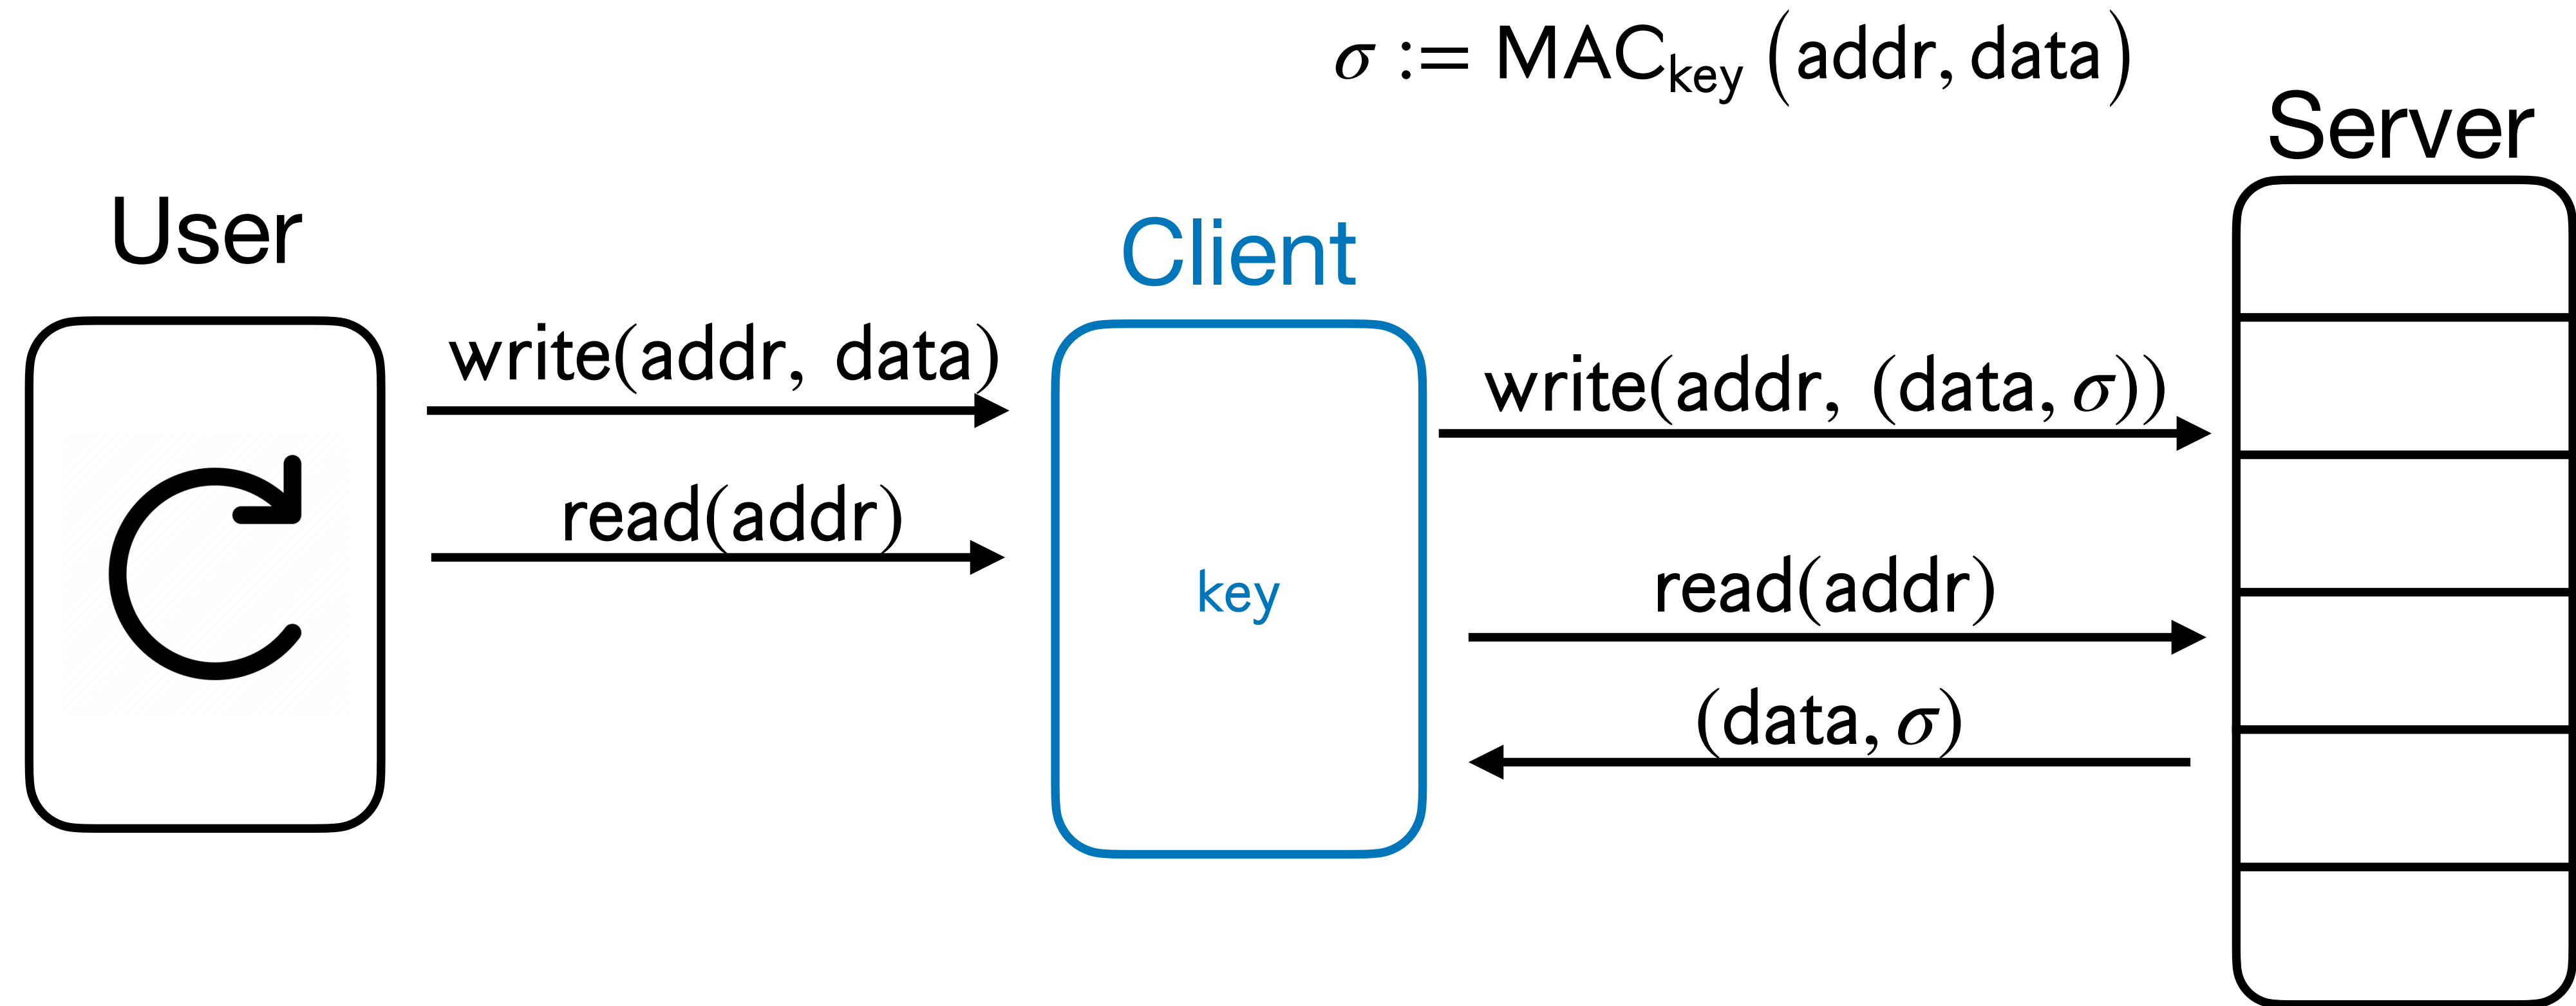 σ := MACkey (addr, data)
Server
User
Client
write(addr, data)
write(addr, (data, σ))
read(addr)
key
read(addr)
(data, σ)